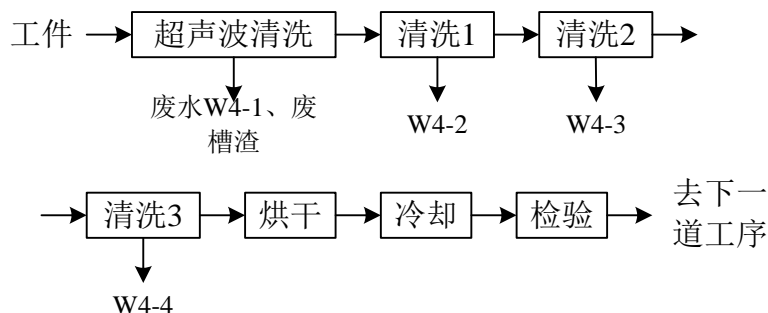 工件
超声波清洗
清洗1
清洗2
废水W4-1、废
槽渣
W4-2
W4-3
清洗3
烘干
冷却
检验
去下一
道工序
W4-4